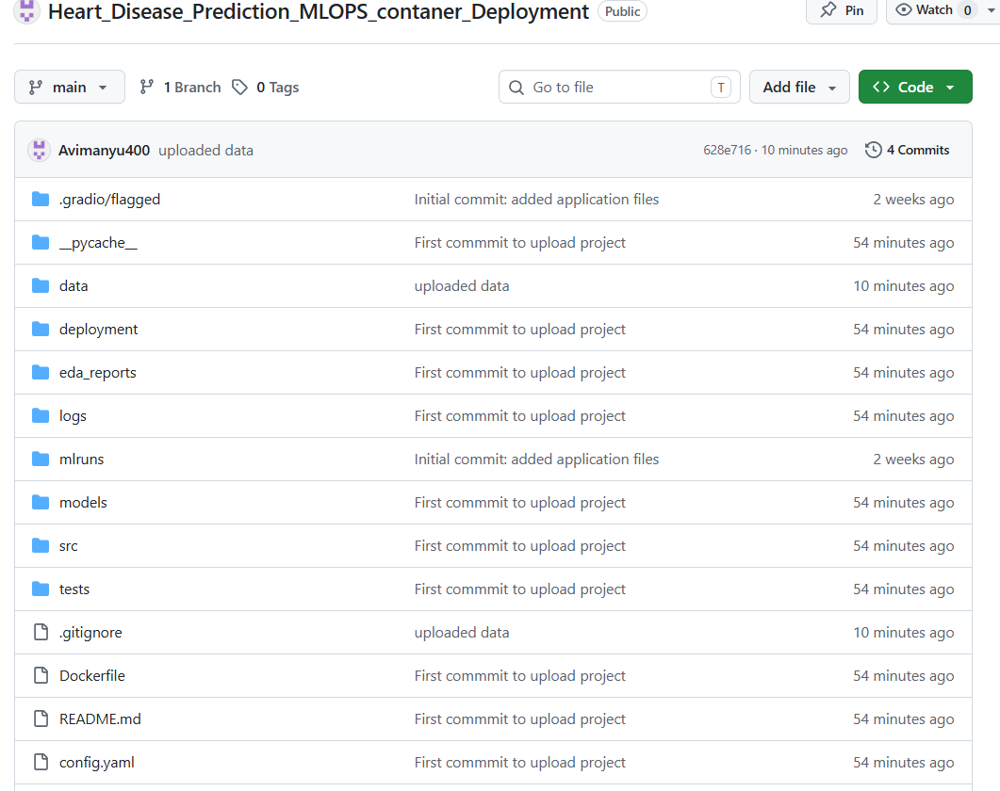 Heart_Disease_Prediction_MLOPS_contaner_Deployment Public Pin Watch 0
main 1 Branch 0 Tags Go to file T Add file Code
Avimanyu400 uploaded data 628e716 · 10 minutes ago 4 Commits
.gradio/flagged Initial commit: added application files 2 weeks ago
__pycache__ First commmit to upload project 54 minutes ago
data uploaded data 10 minutes ago
deployment First commmit to upload project 54 minutes ago
eda_reports First commmit to upload project 54 minutes ago
logs First commmit to upload project 54 minutes ago
mlruns Initial commit: added application files 2 weeks ago
models First commmit to upload project 54 minutes ago
src First commmit to upload project 54 minutes ago
tests First commmit to upload project 54 minutes ago
.gitignore uploaded data 10 minutes ago
Dockerfile First commmit to upload project 54 minutes ago
README.md First commmit to upload project 54 minutes ago
config.yaml First commmit to upload project 54 minutes ago